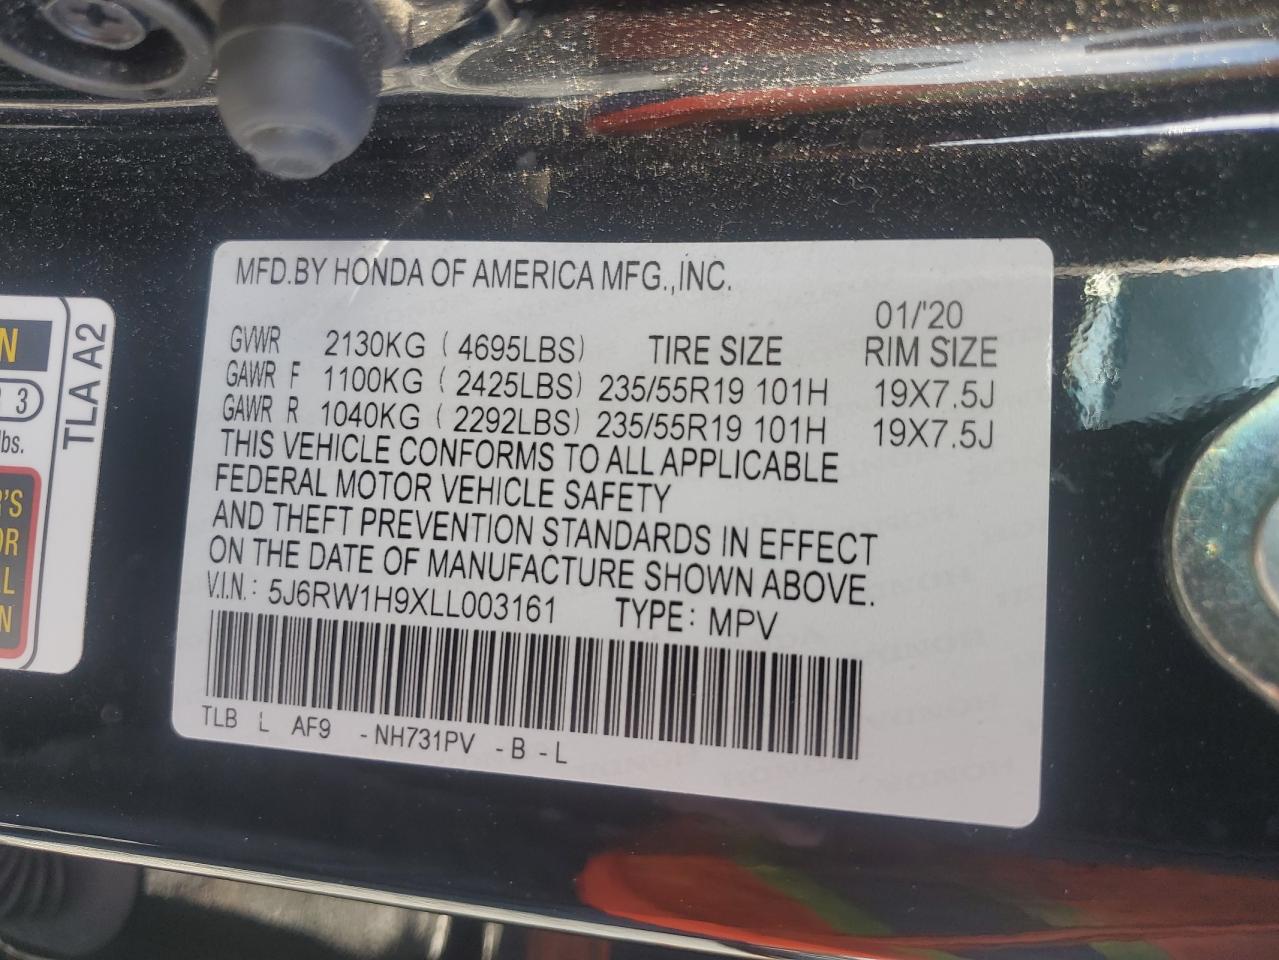 MFD.BY HONDA OF AMERICA MFG.,INC.
01/'20
GVWR 2130KG ( 4695LBS) TIRE SIZE RIM SIZE
GAWR F 1100KG ( 2425LBS) 235/55R19 101H 19X7.5J
GAWR R 1040KG ( 2292LBS) 235/55R19 101H 19X7.5J
THIS VEHICLE CONFORMS TO ALL APPLICABLE
FEDERAL MOTOR VEHICLE SAFETY
AND THEFT PREVENTION STANDARDS IN EFFECT
ON THE DATE OF MANUFACTURE SHOWN ABOVE.
V.I.N.: 5J6RW1H9XLL003161 TYPE: MPV
TLB L AF9 -NH731PV -B -L
TLA A2
N
3
lbs.
R'S
OR
L
N